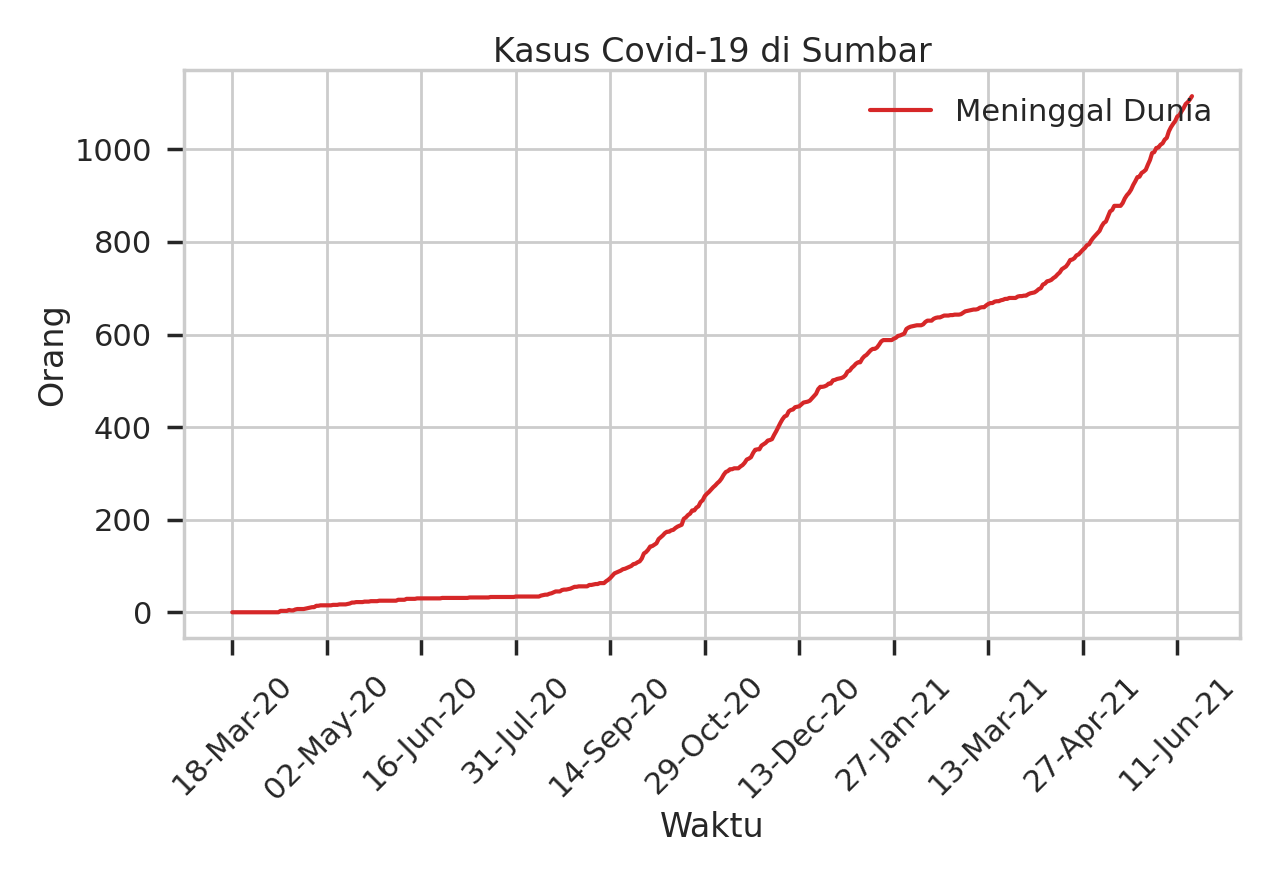 Kasus Covid-19 di Sumbar
Meninggal Dunia
Orang
1000
800
600
400
200
0
18-Mar-20
02-May-20
16-Jun-20
31-Jul-20
14-Sep-20
29-Oct-20
13-Dec-20
27-Jan-21
13-Mar-21
27-Apr-21
11-Jun-21
Waktu